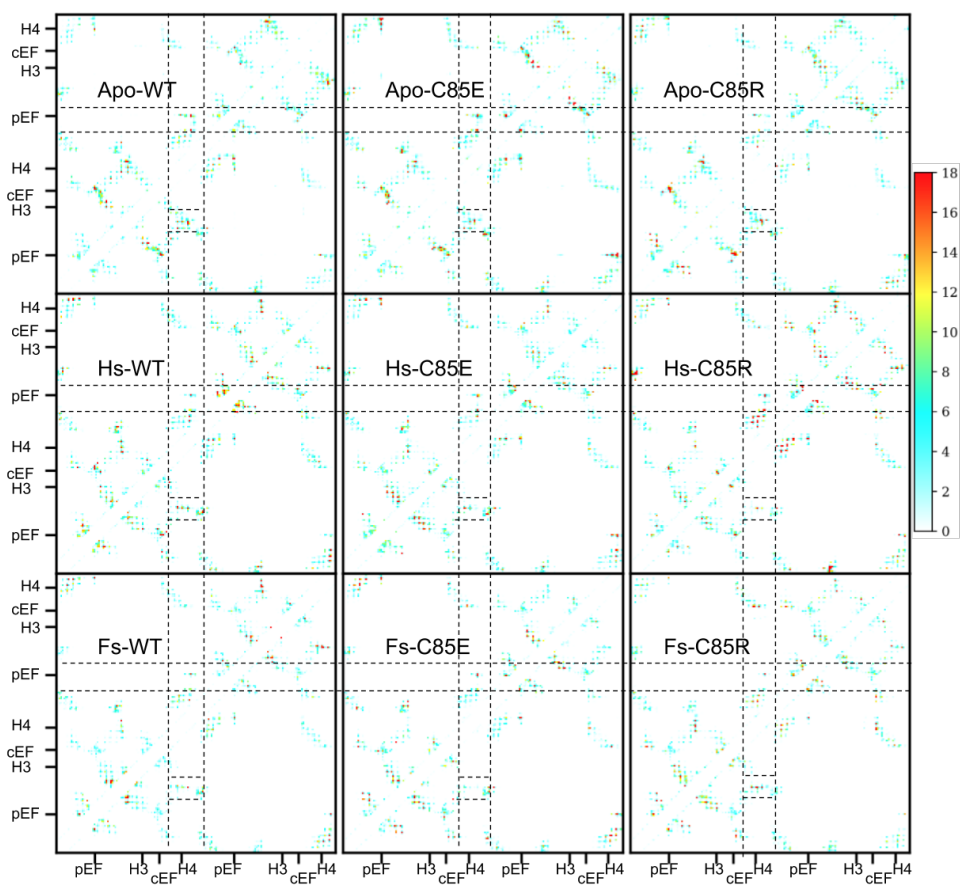 H4
cEF
H3
pEF
H4
cEF
H3
pEF
Apo-WT
Apo-C85E
Apo-C85R
H4
cEF
H3
pEF
H4
cEF
H3
pEF
Hs-WT
Hs-C85E
Hs-C85R
H4
cEF
H3
pEF
H4
cEF
H3
pEF
Fs-WT
Fs-C85E
Fs-C85R
pEF H3 cEF H4 pEF H3 cEF H4
pEF H3 cEF H4 pEF H3 cEF H4
pEF H3 cEF H4 pEF H3 cEF H4
18
16
14
12
10
8
6
4
2
0